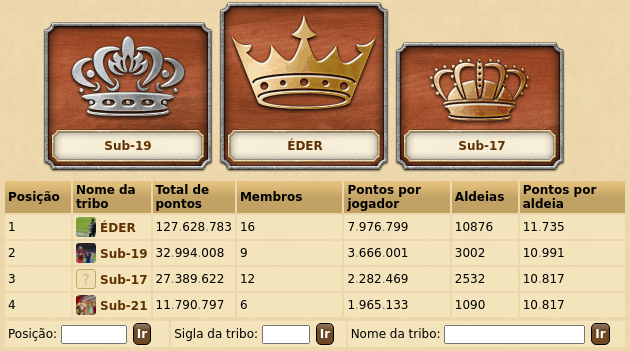 Sub-19 ÉDER Sub-17
Posição Nome da tribo Total de pontos Membros Pontos por jogador Aldeias Pontos por aldeia
1 ÉDER 127.628.783 16 7.976.799 10876 11.735
2 Sub-19 32.994.008 9 3.666.001 3002 10.991
3 ? Sub-17 27.389.622 12 2.282.469 2532 10.817
4 Sub-21 11.790.797 6 1.965.133 1090 10.817
Posição: Ir Sigla da tribo: Ir Nome da tribo: Ir